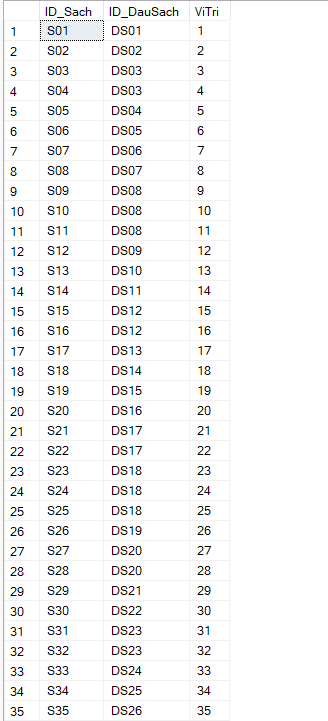 ID_Sach ID_DauSach ViTri
1 S01 DS01 1
2 S02 DS02 2
3 S03 DS03 3
4 S04 DS03 4
5 S05 DS04 5
6 S06 DS05 6
7 S07 DS06 7
8 S08 DS07 8
9 S09 DS08 9
10 S10 DS08 10
11 S11 DS08 11
12 S12 DS09 12
13 S13 DS10 13
14 S14 DS11 14
15 S15 DS12 15
16 S16 DS12 16
17 S17 DS13 17
18 S18 DS14 18
19 S19 DS15 19
20 S20 DS16 20
21 S21 DS17 21
22 S22 DS17 22
23 S23 DS18 23
24 S24 DS18 24
25 S25 DS18 25
26 S26 DS19 26
27 S27 DS20 27
28 S28 DS20 28
29 S29 DS21 29
30 S30 DS22 30
31 S31 DS23 31
32 S32 DS23 32
33 S33 DS24 33
34 S34 DS25 34
35 S35 DS26 35